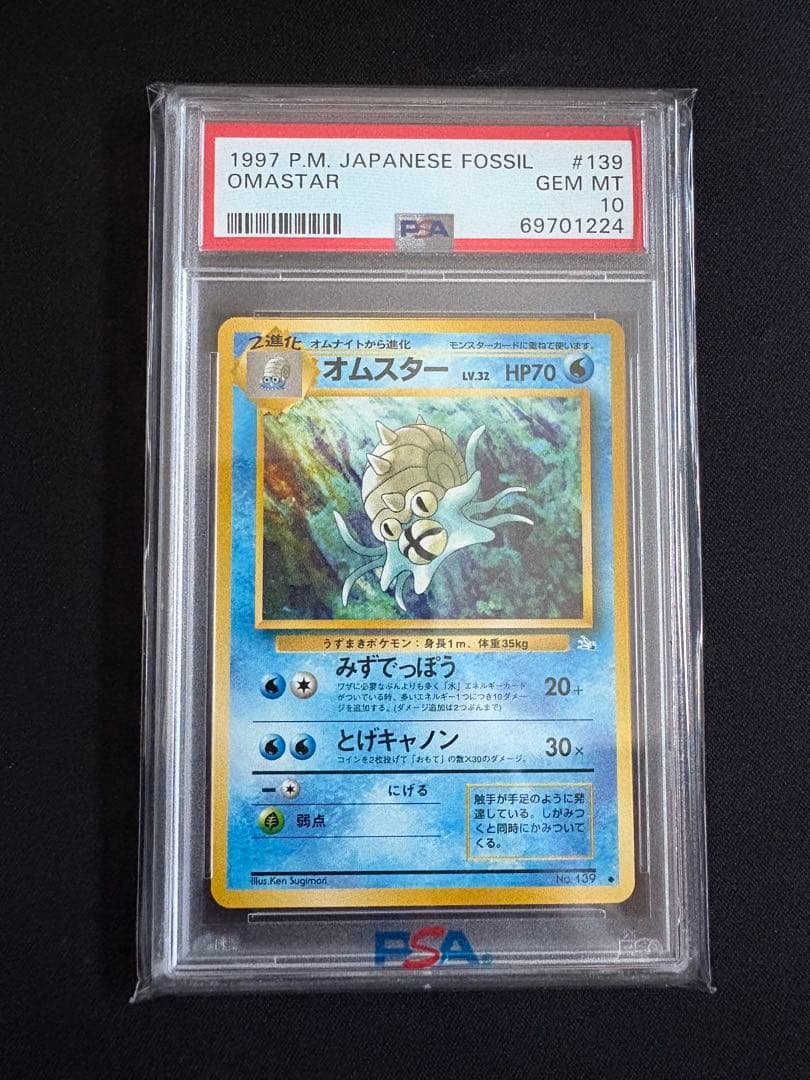 1997 P.M. JAPANESE FOSSIL #139
OMASTAR GEM MT
10
PSA 69701224
2進化 オムナイトから進化 モンスターカードに重ねて使います。
オムスター LV.32 HP70
うずまきポケモン:身長1m、体重35kg
みずでっぽう 20+
ワザに必要なぶんよりも多く「水」エネルギーカード
がついている時、多いエネルギー1つにつき10ダメー
ジを追加する。(ダメージ追加は2つぶんまで)
とげキャノン 30×
コインを2枚投げて「おもて」の数×30のダメージ。
にげる
弱点
触手が手足のように発
達している。しがみつ
くと同時にかみついて
くる。
Illus.Ken Sugimori No. 139
PSA®